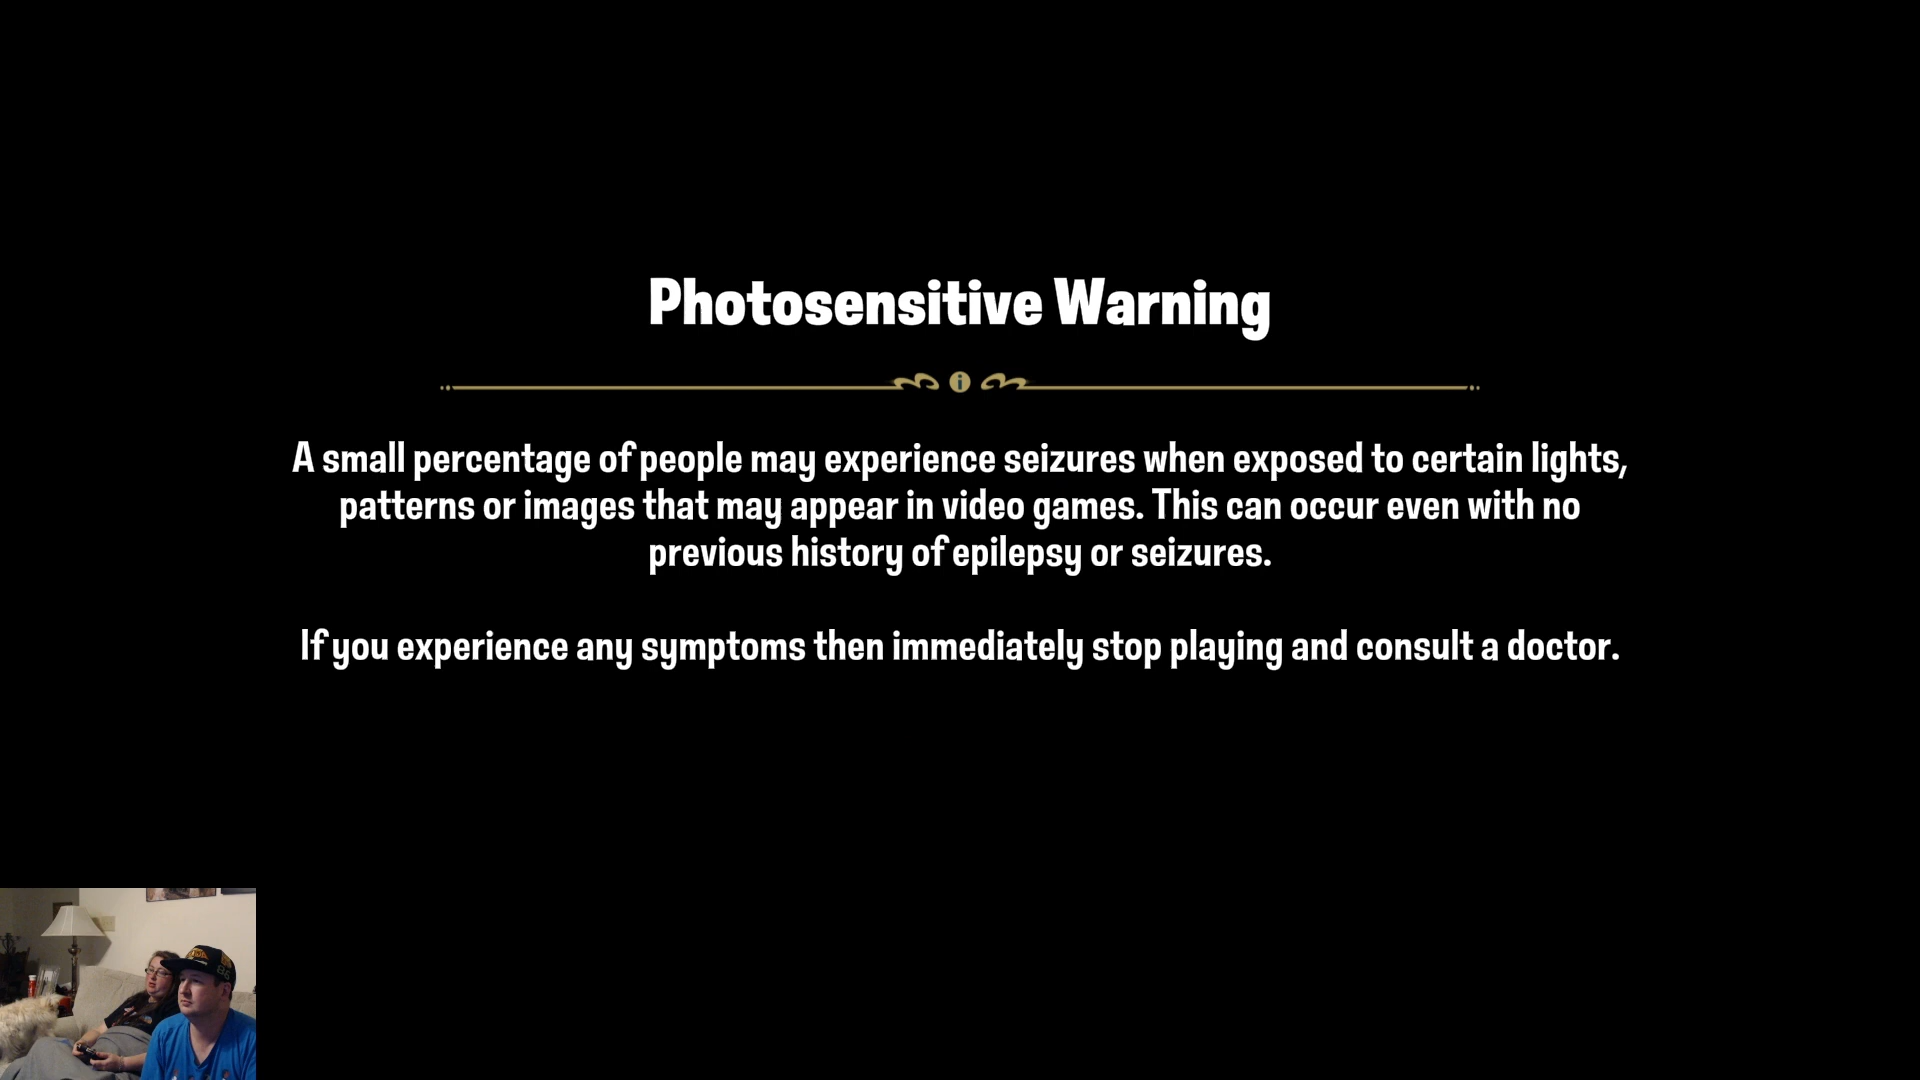 Photosensitive Warning
A small percentage of people may experience seizures when exposed to certain lights,
patterns or images that may appear in video games. This can occur even with no
previous history of epilepsy or seizures.
If you experience any symptoms then immediately stop playing and consult a doctor.